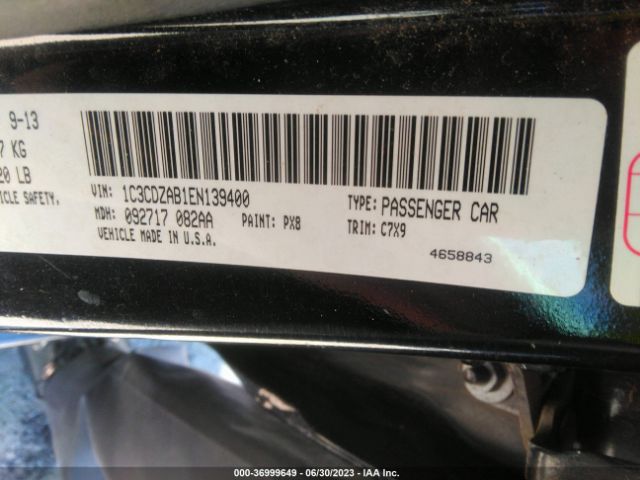 9-13
7 KG
20 LB
ICLE SAFETY.
VIN: 1C3CDZAB1EN139400
TYPE: PASSENGER CAR
MDH: 092717 082AA
PAINT: PX8
TRIM: C7X9
VEHICLE MADE IN U.S.A.
4658843
000-36999649 / 06/30/2023 - IAA Inc.